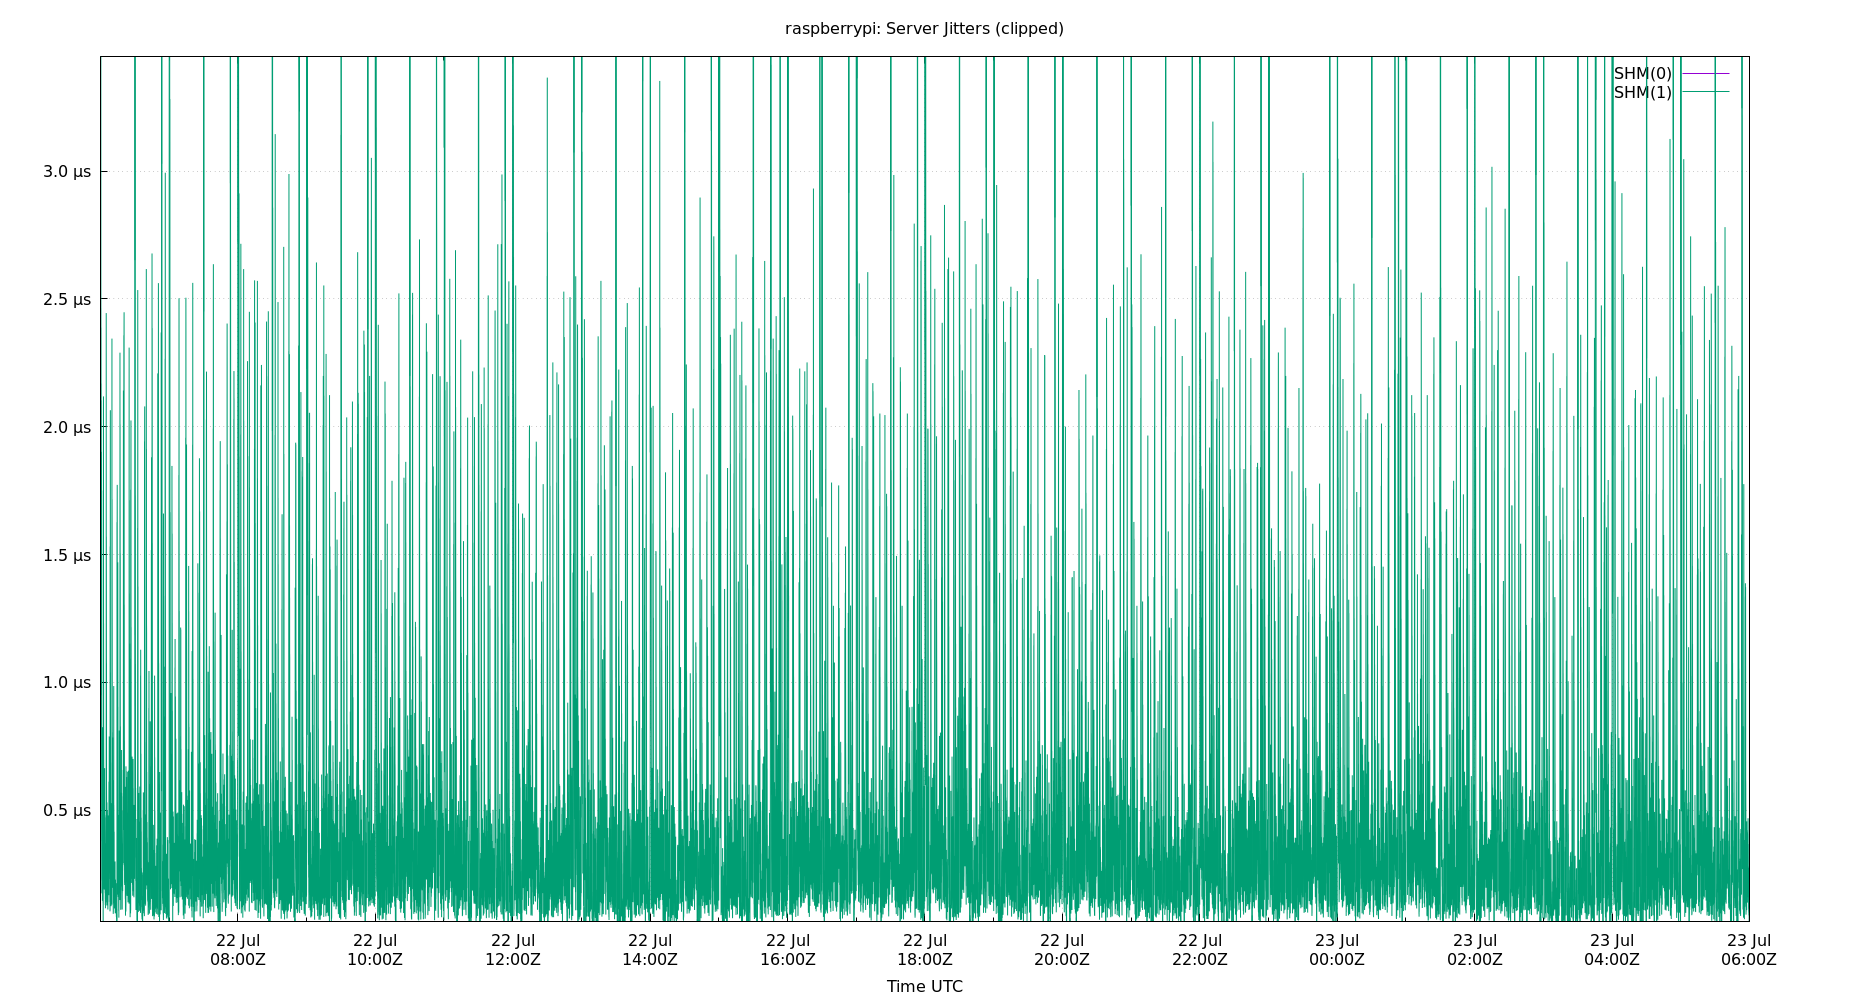 raspberrypi: Server Jitters (clipped)
SHM(0)
SHM(1)
3.0 µs
2.5 µs
2.0 µs
1.5 µs
1.0 µs
0.5 µs
22 Jul 22 Jul 22 Jul 22 Jul 22 Jul 22 Jul 22 Jul 22 Jul 23 Jul 23 Jul 23 Jul 23 Jul
08:00Z 10:00Z 12:00Z 14:00Z 16:00Z 18:00Z 20:00Z 22:00Z 00:00Z 02:00Z 04:00Z 06:00Z
Time UTC